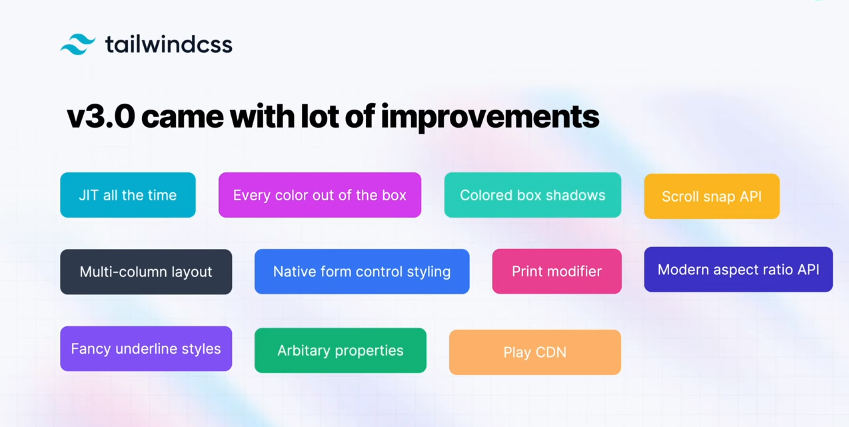 tailwindcss
v3.0 came with lot of improvements
JIT all the time
Every color out of the box
Colored box shadows
Scroll snap API
Multi-column layout
Native form control styling
Print modifier
Modern aspect ratio API
Fancy underline styles
Arbitary properties
Play CDN